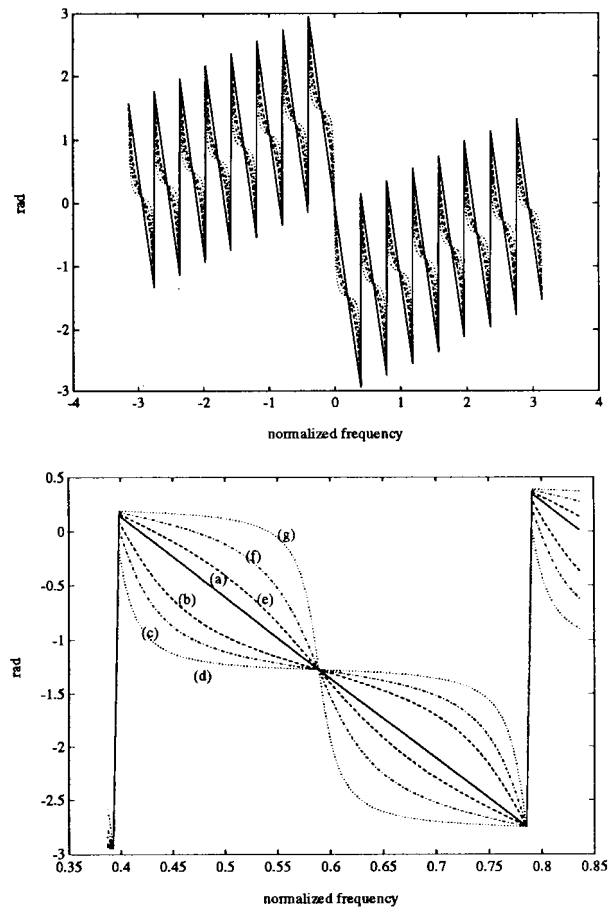 3
2
1
0
-1
-2
-3
rad
-4 -3 -2 -1 0 1 2 3 4
normalized frequency
0.5
0
-0.5
-1
-1.5
-2
-2.5
-3
rad
(g)
(f)
(a)
(e)
(b)
(c)
(d)
0.35 0.4 0.45 0.5 0.55 0.6 0.65 0.7 0.75 0.8 0.85
normalized frequency